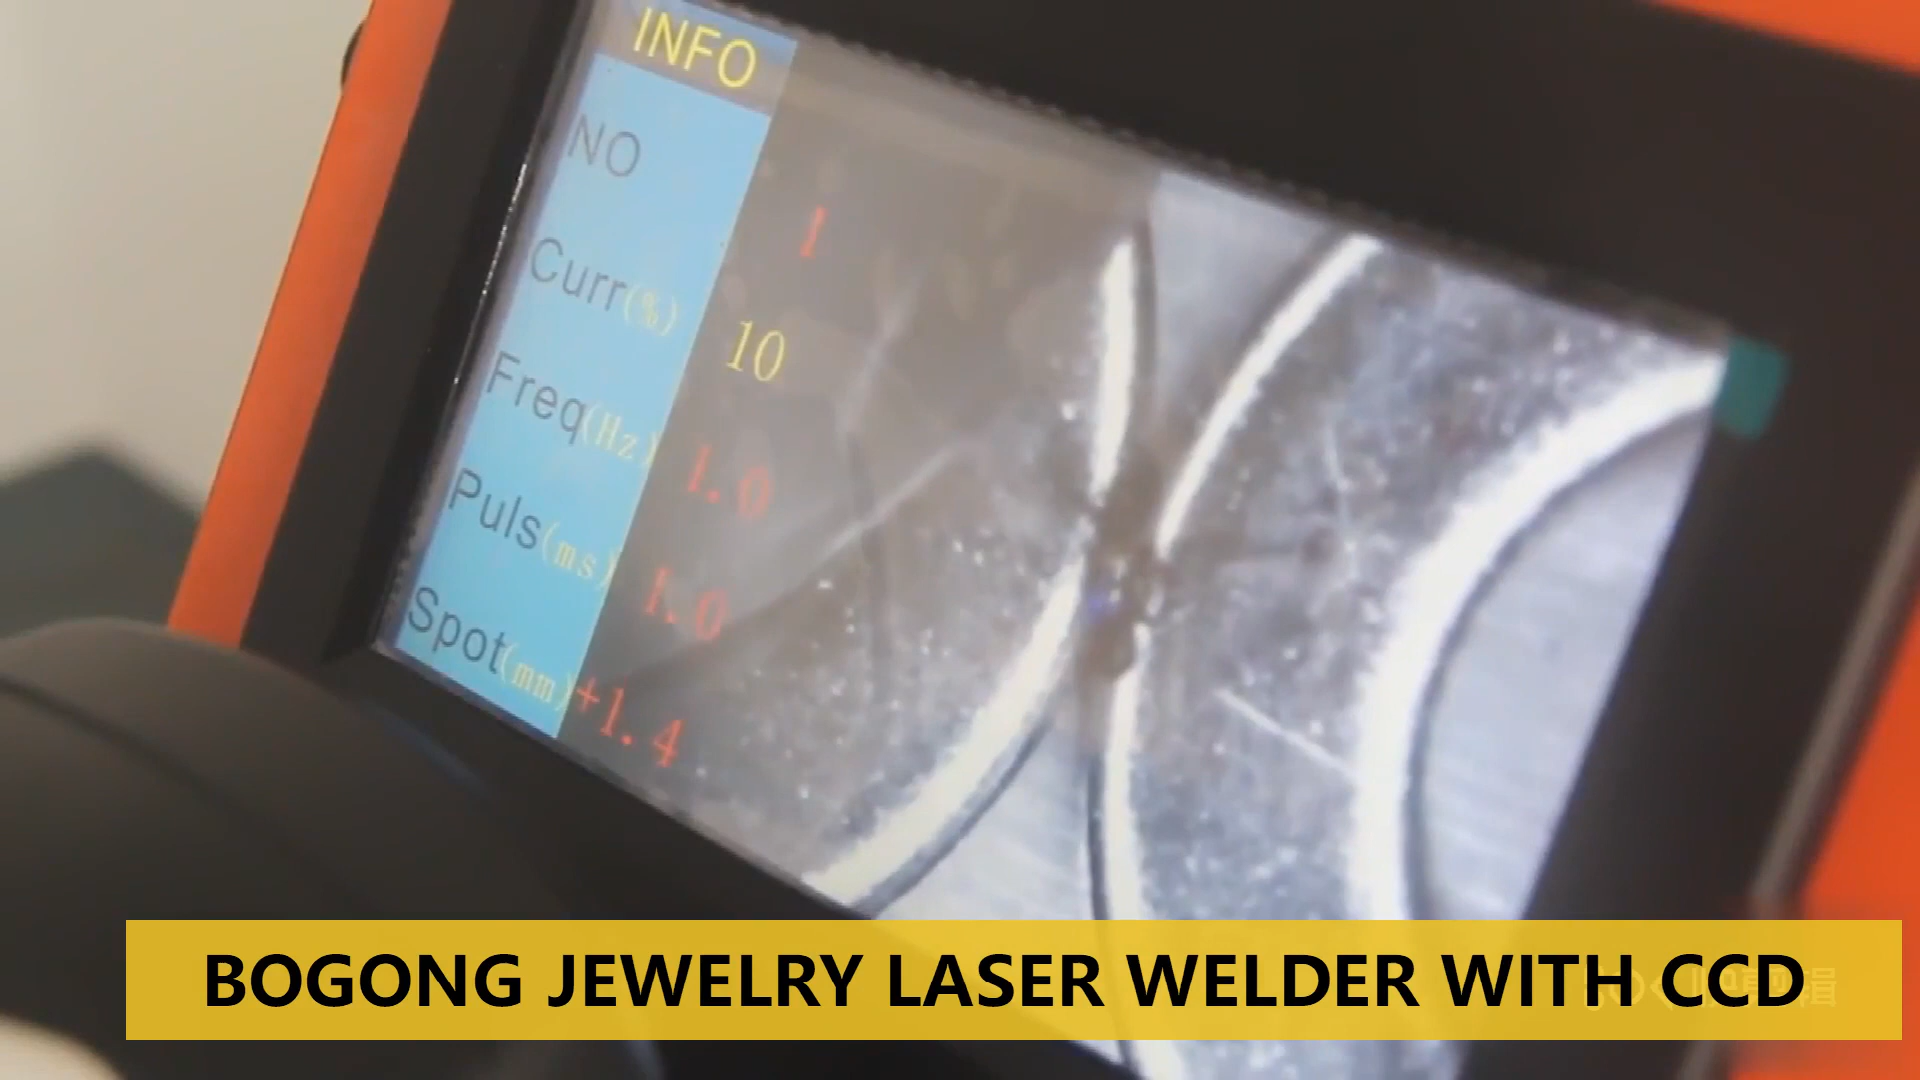 INFO
NO 1
Curr(%) 10
Freq(Hz) 1.0
Puls(ms) 1.0
Spot(mm) +1.4
BOGONG JEWELRY LASER WELDER WITH CCD